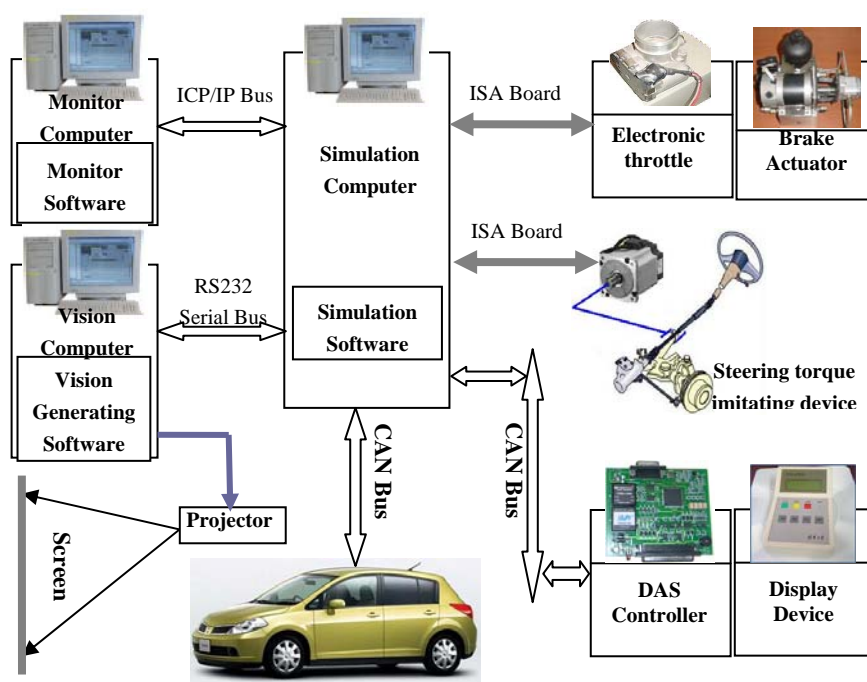 Monitor
Computer
Monitor
Software
ICP/IP Bus
Simulation
Computer
Simulation
Software
ISA Board
Electronic
throttle
Brake
Actuator
ISA Board
Steering torque
imitating device
RS232
Serial Bus
Vision
Computer
Vision
Generating
Software
Projector
Screen
CAN Bus
CAN Bus
DAS
Controller
Display
Device